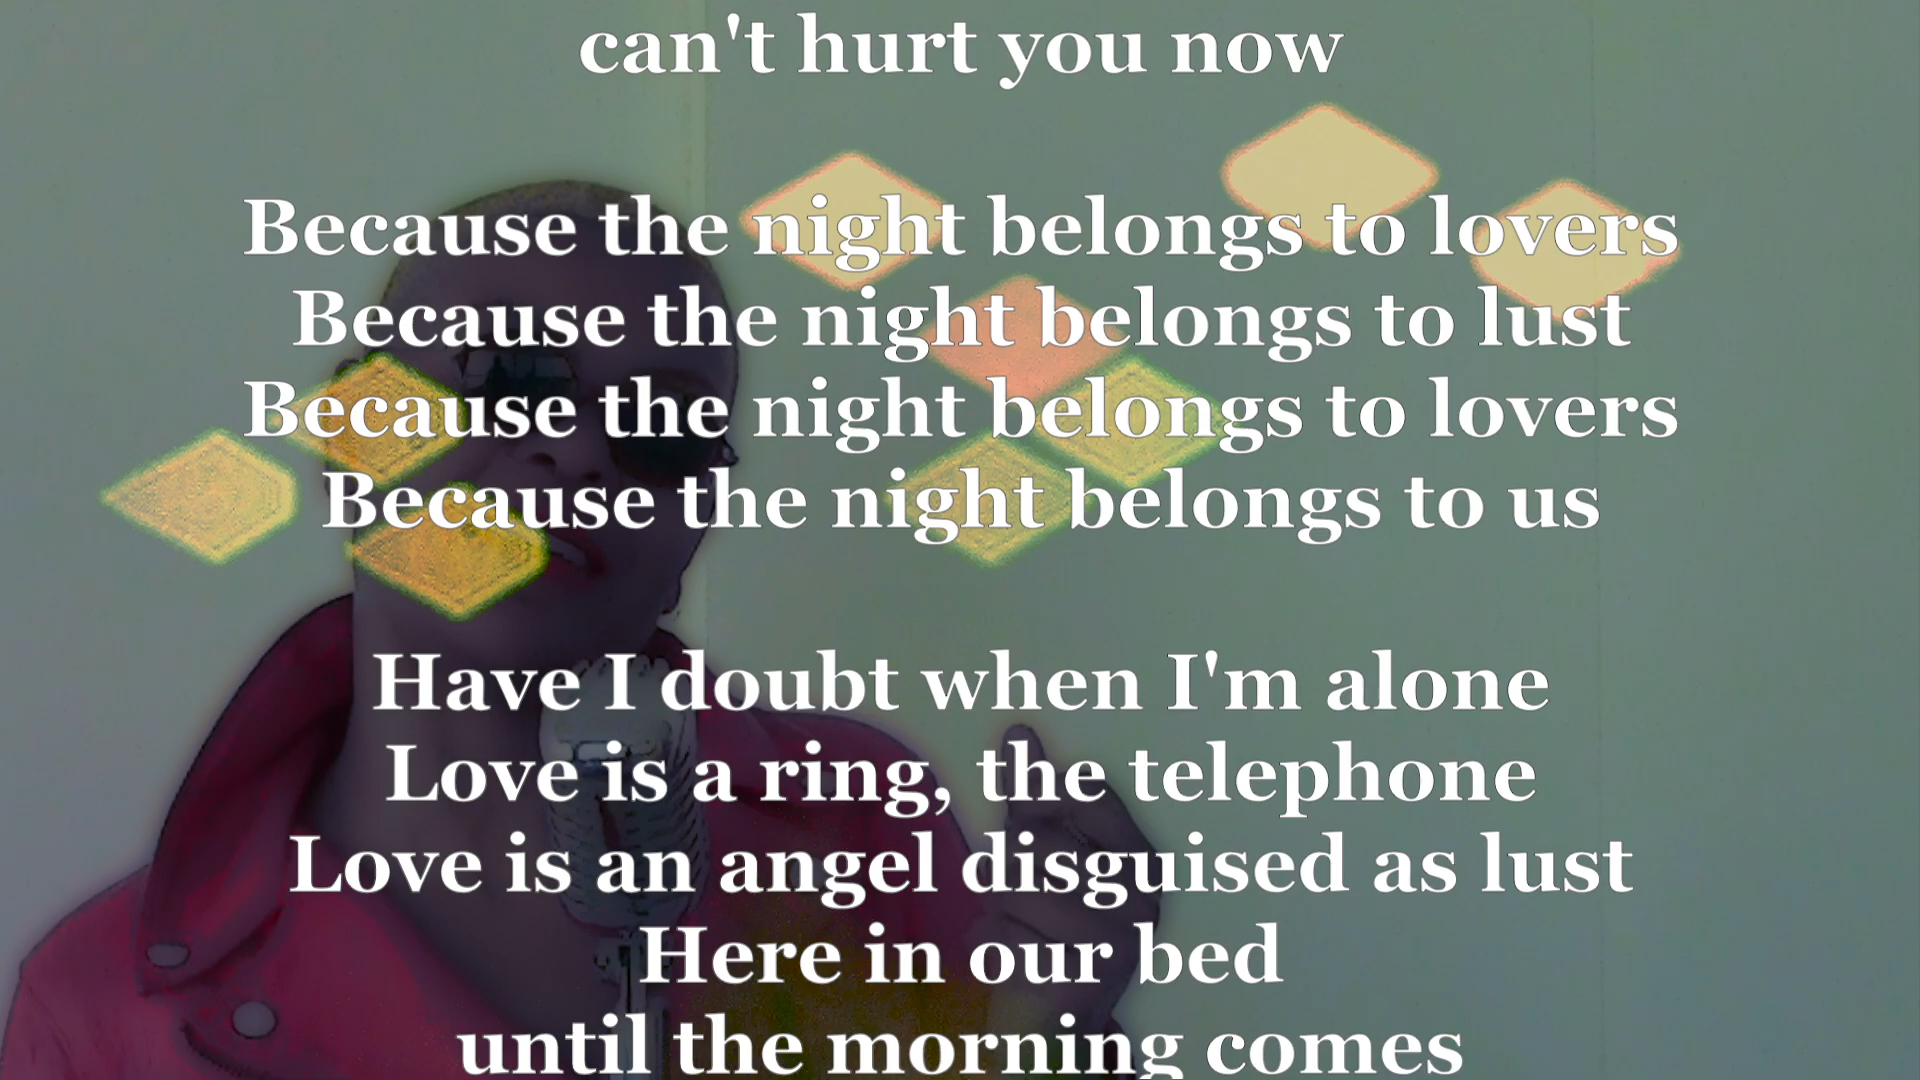 can't hurt you now
Because the night belongs to lovers
Because the night belongs to lust
Because the night belongs to lovers
Because the night belongs to us
Have I doubt when I'm alone
Love is a ring, the telephone
Love is an angel disguised as lust
Here in our bed
until the morning comes